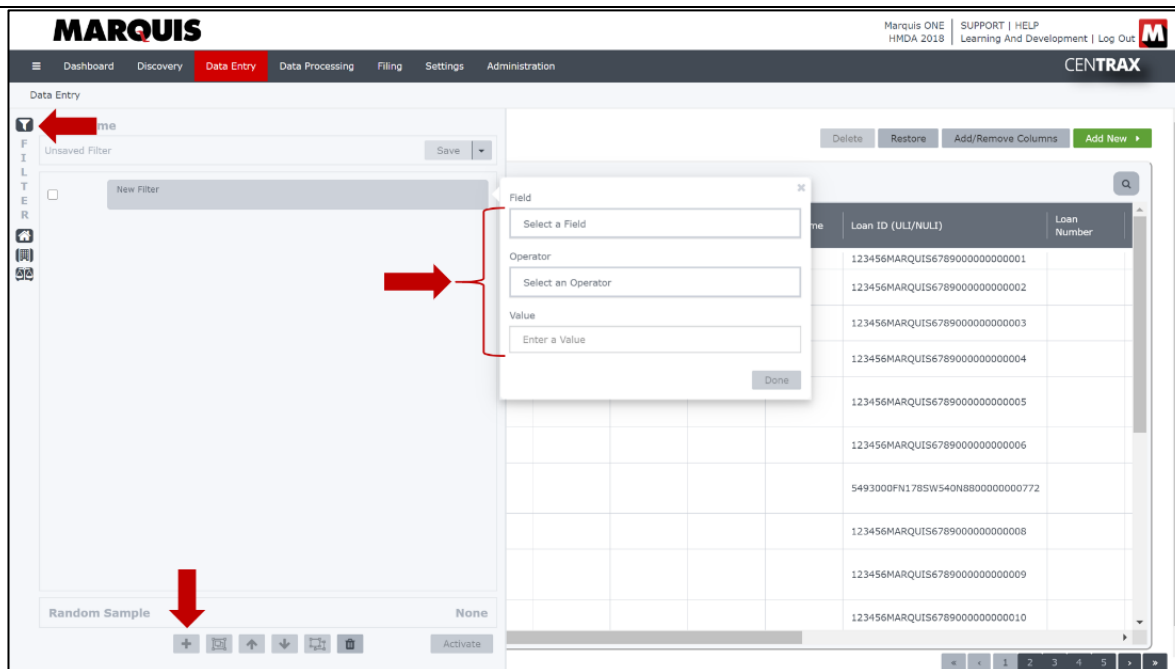 MARQUIS
Marquis ONE
HMDA 2018
SUPPORT | HELP
Learning And Development | Log Out
M
Dashboard Discovery Data Entry Data Processing Filing Settings Administration
CENTRAX
Data Entry
FILTER
me
Unsaved Filter
Save
New Filter
Random Sample
None
Activate
Field
Select a Field
Operator
Select an Operator
Value
Enter a Value
Done
Delete Restore Add/Remove Columns Add New
me
Loan ID (ULI/NULI)
Loan
Number
123456MARQUIS6789000000000001
123456MARQUIS6789000000000002
123456MARQUIS6789000000000003
123456MARQUIS6789000000000004
123456MARQUIS6789000000000005
123456MARQUIS6789000000000006
5493000FN178SW540N8800000000772
123456MARQUIS6789000000000008
123456MARQUIS6789000000000009
123456MARQUIS6789000000000010
« ‹ 1 2 3 4 5 › »